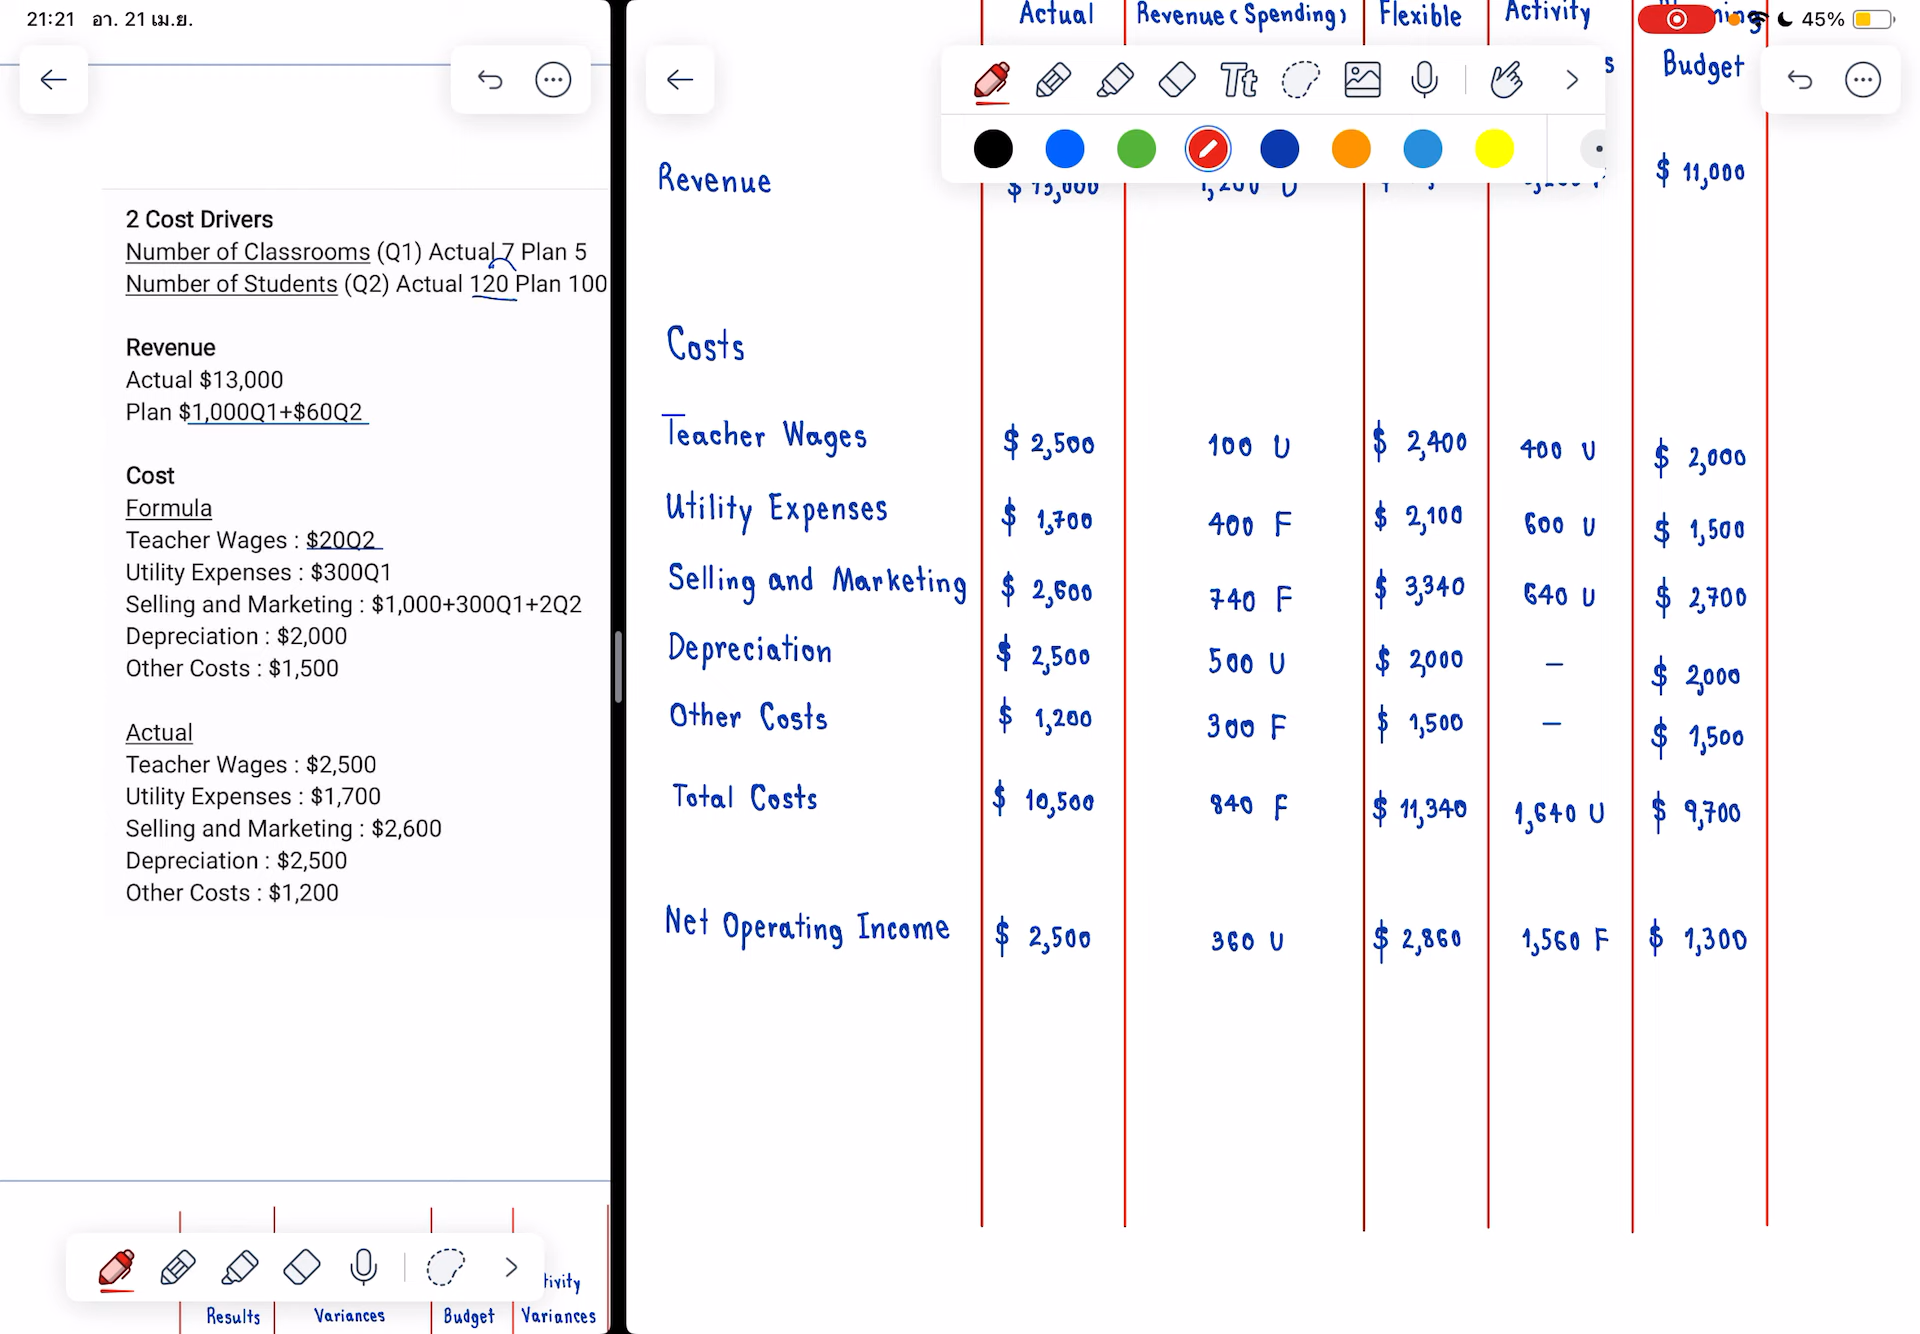 21:21 อา. 21 เม.ย.
45%
2 Cost Drivers
Number of Classrooms (Q1) Actual 7 Plan 5
Number of Students (Q2) Actual 120 Plan 100
Revenue
Actual $13,000
Plan $1,000Q1+$60Q2
Cost
Formula
Teacher Wages : $20Q2
Utility Expenses : $300Q1
Selling and Marketing : $1,000+300Q1+2Q2
Depreciation : $2,000
Other Costs : $1,500
Actual
Teacher Wages : $2,500
Utility Expenses : $1,700
Selling and Marketing : $2,600
Depreciation : $2,500
Other Costs : $1,200
Results Variances Budget Variances
Actual Revenue (Spending) Flexible Activity
Budget
Tt
Revenue $ 13,000 1,200 U $ 11,000
Costs
Teacher Wages $ 2,500 100 U $ 2,400 400 U $ 2,000
Utility Expenses $ 1,700 400 F $ 2,100 600 U $ 1,500
Selling and Marketing $ 2,600 740 F $ 3,340 640 U $ 2,700
Depreciation $ 2,500 500 U $ 2,000 — $ 2,000
Other Costs $ 1,200 300 F $ 1,500 — $ 1,500
Total Costs $ 10,500 840 F $ 11,340 1,640 U $ 9,700
Net Operating Income $ 2,500 360 U $ 2,860 1,560 F $ 1,300